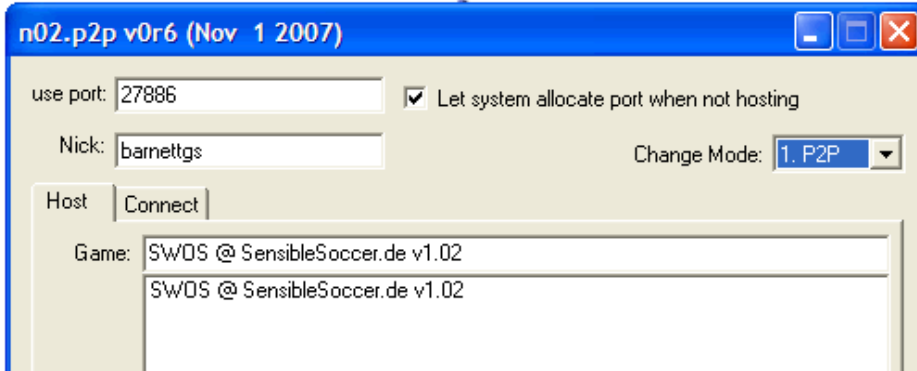 n02.p2p v0r6 (Nov 1 2007)
use port: 27886
Let system allocate port when not hosting
Nick: barnettgs
Change Mode: 1. P2P
Host Connect
Game: SWOS @ SensibleSoccer.de v1.02
SWOS @ SensibleSoccer.de v1.02